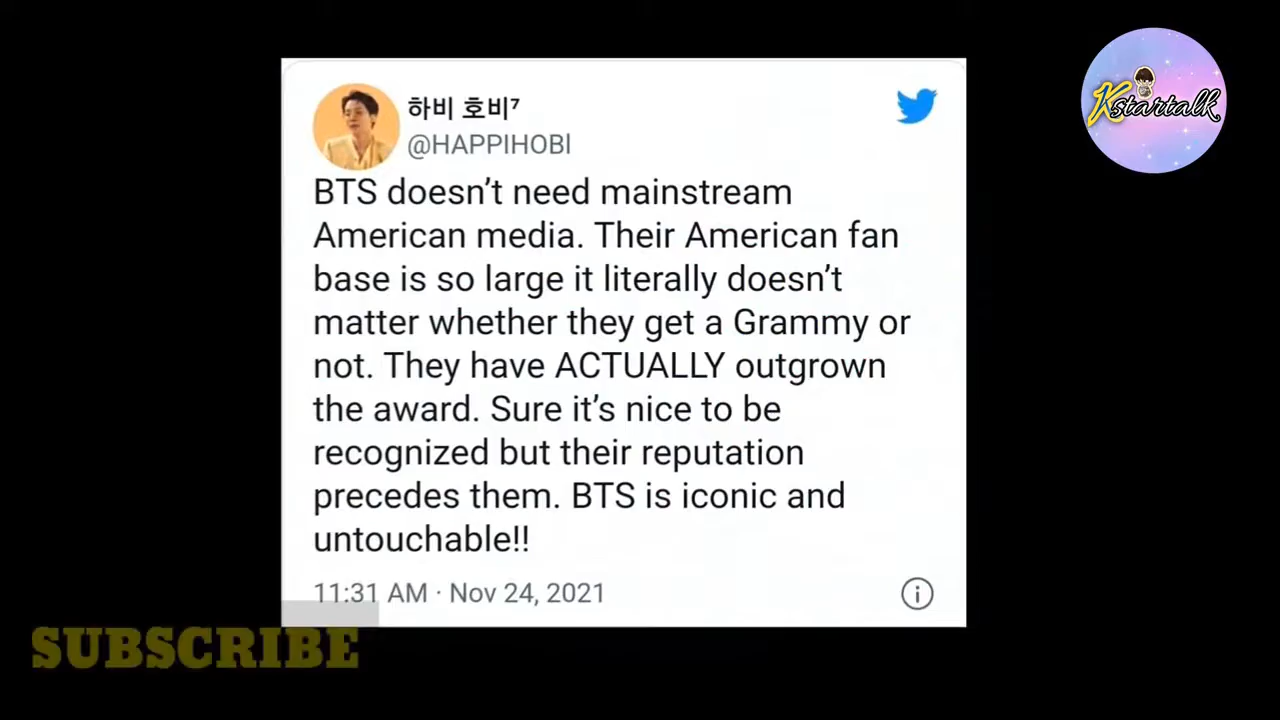 하비 호비⁷
@HAPPIHOBl
Kstartalk
BTS doesn’t need mainstream
American media. Their American fan
base is so large it literally doesn’t
matter whether they get a Grammy or
not. They have ACTUALLY outgrown
the award. Sure it’s nice to be
recognized but their reputation
precedes them. BTS is iconic and
untouchable!!
11:31 AM · Nov 24, 2021
SUBSCRIBE